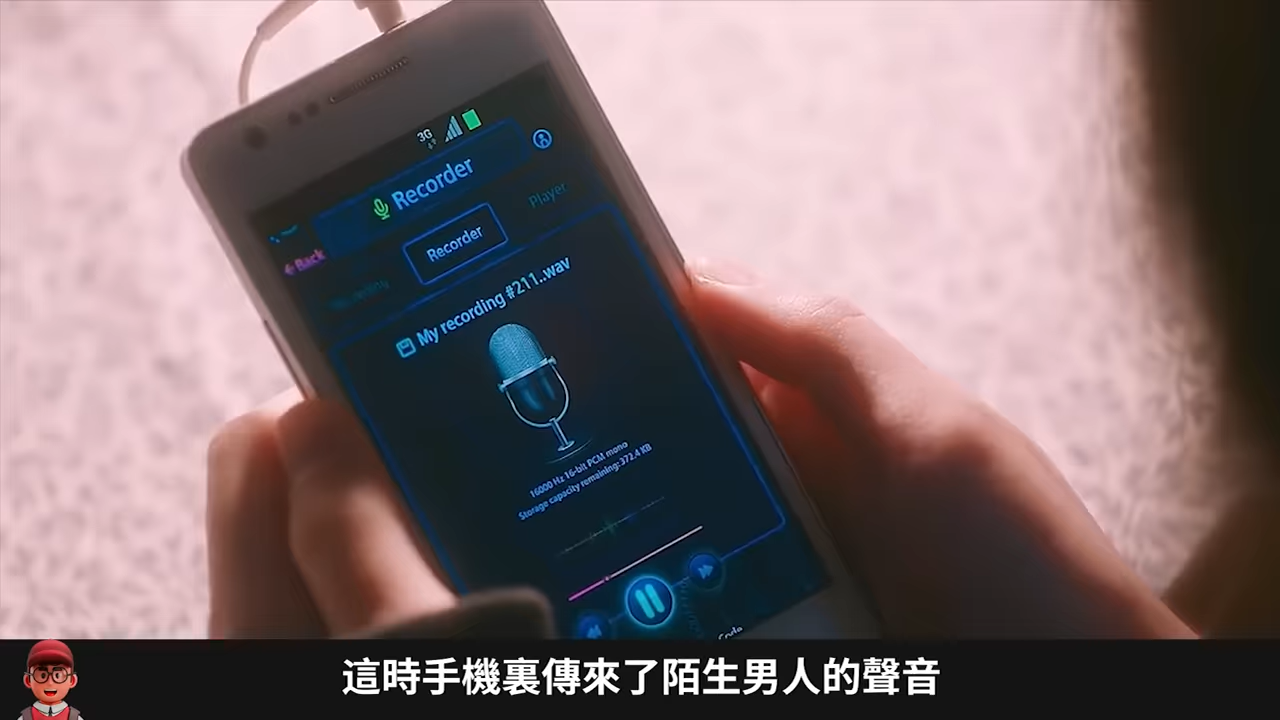 3G
Recorder
Player
Back
Recorder
My recording #211..wav
16000 Hz 16-bit PCM mono
Storage capacity remaining:372.4 KB
Code
這時手機裏傳來了陌生男人的聲音